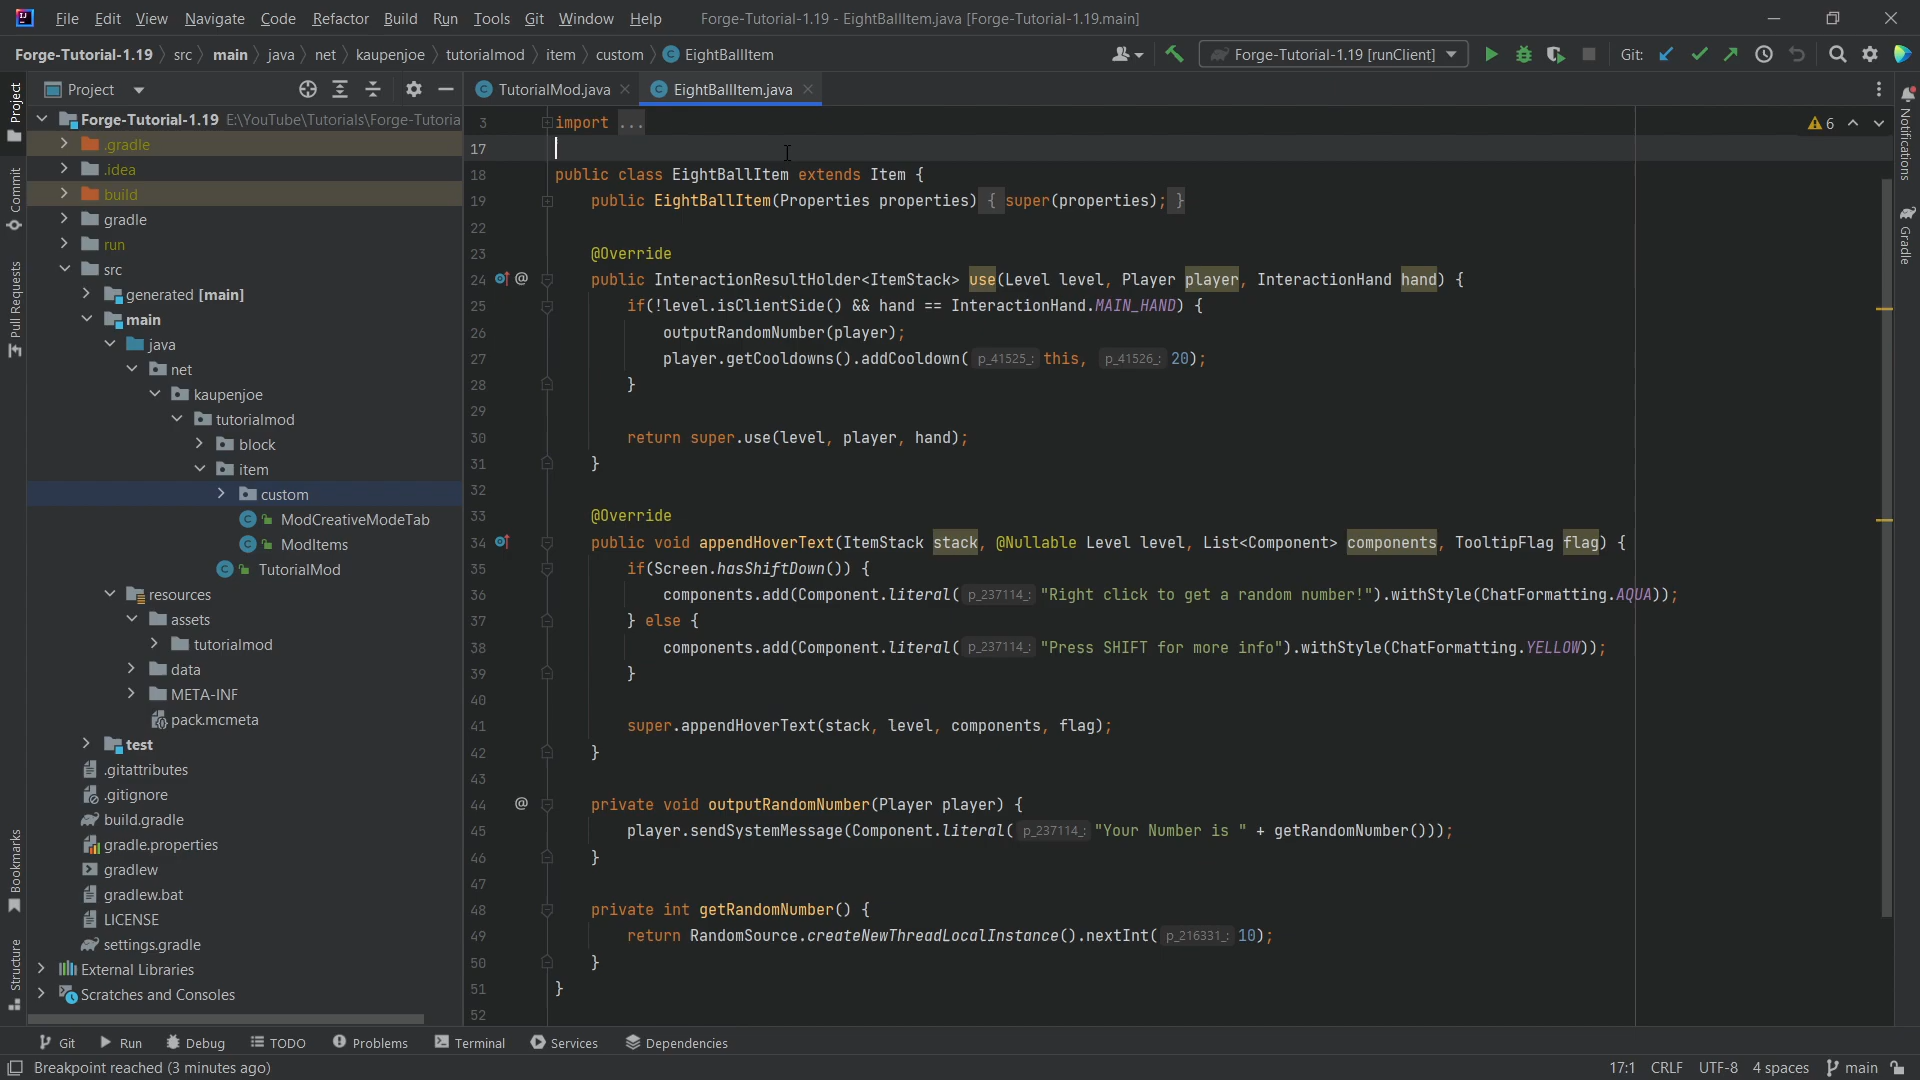 File Edit View Navigate Code Refactor Build Run Tools Git Window Help Forge-Tutorial-1.19 - EightBallItem.java [Forge-Tutorial-1.19.main]
Forge-Tutorial-1.19 src main java net kaupenjoe tutorialmod item custom EightBallItem Forge-Tutorial-1.19 [runClient] Git:
Project TutorialMod.java EightBallItem.java
Project
Commit
Pull Requests
Bookmarks
Structure
Forge-Tutorial-1.19 E:\YouTube\Tutorials\Forge-Tutoria
.gradle
.idea
build
gradle
run
src
generated [main]
main
java
net
kaupenjoe
tutorialmod
block
item
custom
ModCreativeModeTab
ModItems
TutorialMod
resources
assets
tutorialmod
data
META-INF
pack.mcmeta
test
.gitattributes
.gitignore
build.gradle
gradle.properties
gradlew
gradlew.bat
LICENSE
settings.gradle
External Libraries
Scratches and Consoles
3 import ... 6
17
18 public class EightBallItem extends Item {
19 public EightBallItem(Properties properties) { super(properties); }
22
23 @Override
24 @ public InteractionResultHolder<ItemStack> use(Level level, Player player, InteractionHand hand) {
25 if(!level.isClientSide() && hand == InteractionHand.MAIN_HAND) {
26 outputRandomNumber(player);
27 player.getCooldowns().addCooldown( p_41525_: this, p_41526_: 20);
28 }
29
30 return super.use(level, player, hand);
31 }
32
33 @Override
34 public void appendHoverText(ItemStack stack, @Nullable Level level, List<Component> components, TooltipFlag flag) {
35 if(Screen.hasShiftDown()) {
36 components.add(Component.literal( p_237114_: "Right click to get a random number!").withStyle(ChatFormatting.AQUA));
37 } else {
38 components.add(Component.literal( p_237114_: "Press SHIFT for more info").withStyle(ChatFormatting.YELLOW));
39 }
40
41 super.appendHoverText(stack, level, components, flag);
42 }
43
44 @ private void outputRandomNumber(Player player) {
45 player.sendSystemMessage(Component.literal( p_237114_: "Your Number is " + getRandomNumber()));
46 }
47
48 private int getRandomNumber() {
49 return RandomSource.createNewThreadLocalInstance().nextInt( p_216331_: 10);
50 }
51 }
52
Notifications
Gradle
Git Run Debug TODO Problems Terminal Services Dependencies
Breakpoint reached (3 minutes ago) 17:1 CRLF UTF-8 4 spaces main